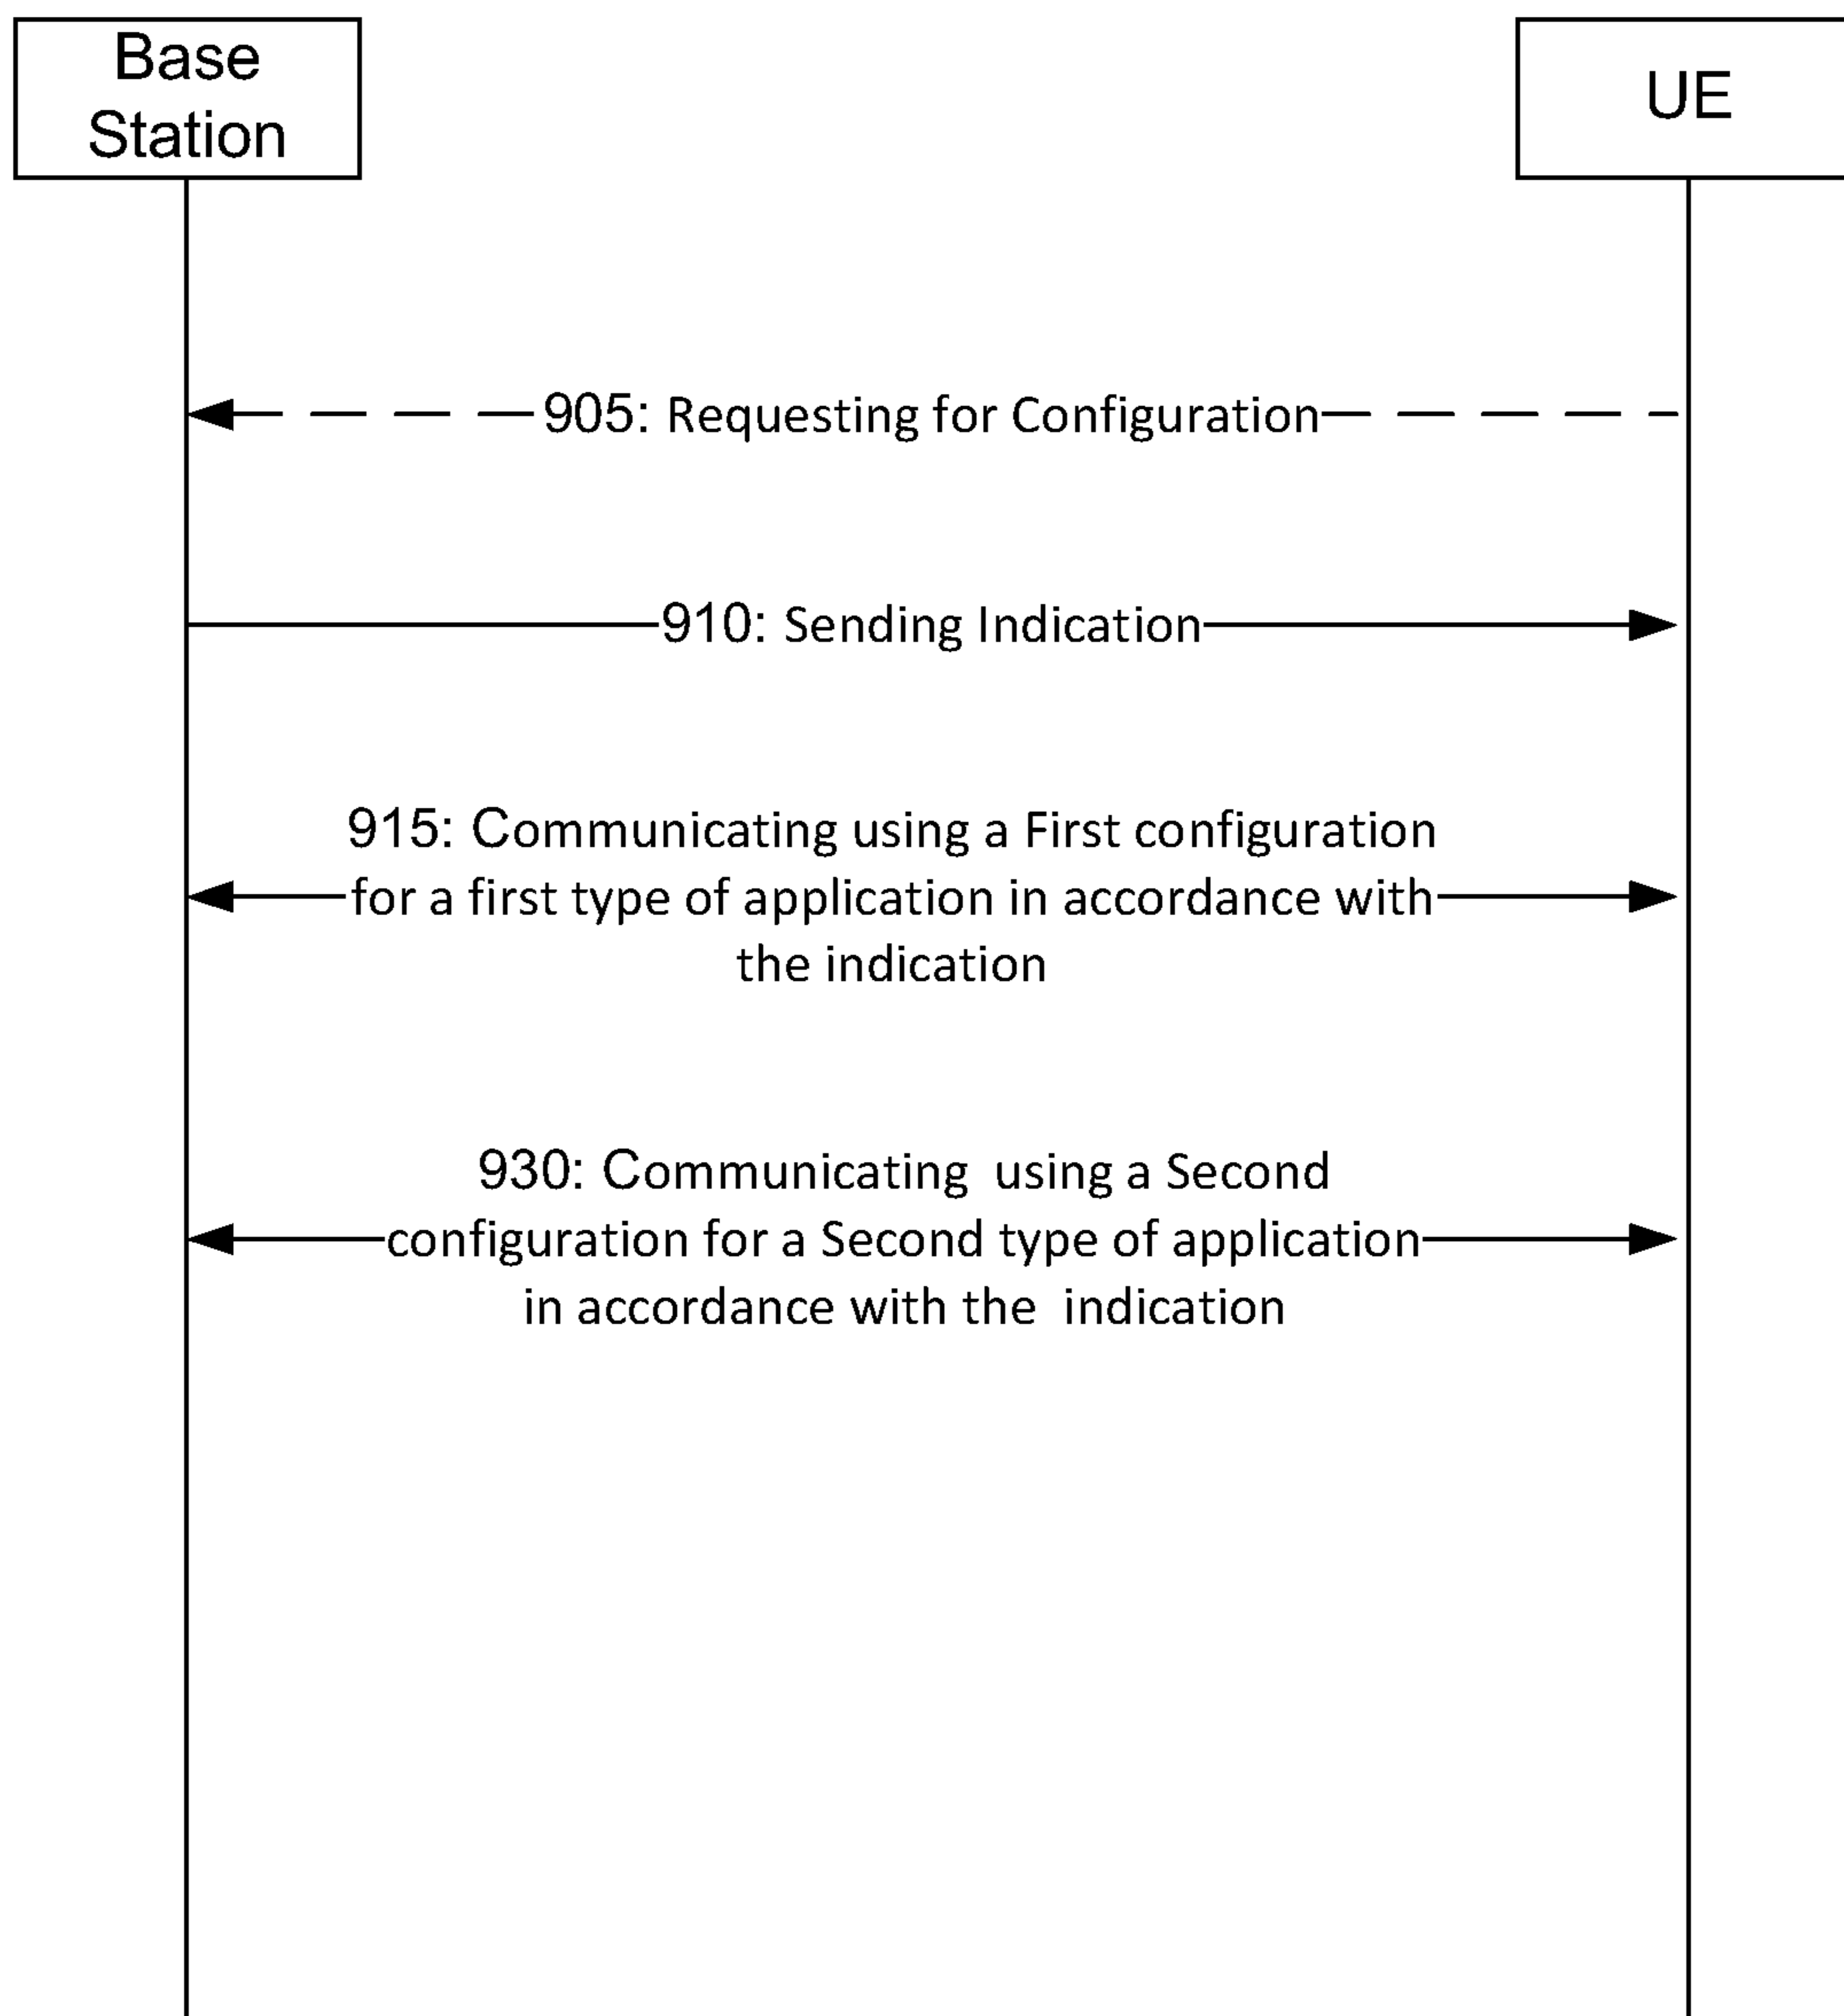 Base
Station
UE
905: Requesting for Configuration
910: Sending Indication
915: Communicating using a First configuration
for a first type of application in accordance with
the indication
930: Communicating using a Second
configuration for a Second type of application
in accordance with the indication